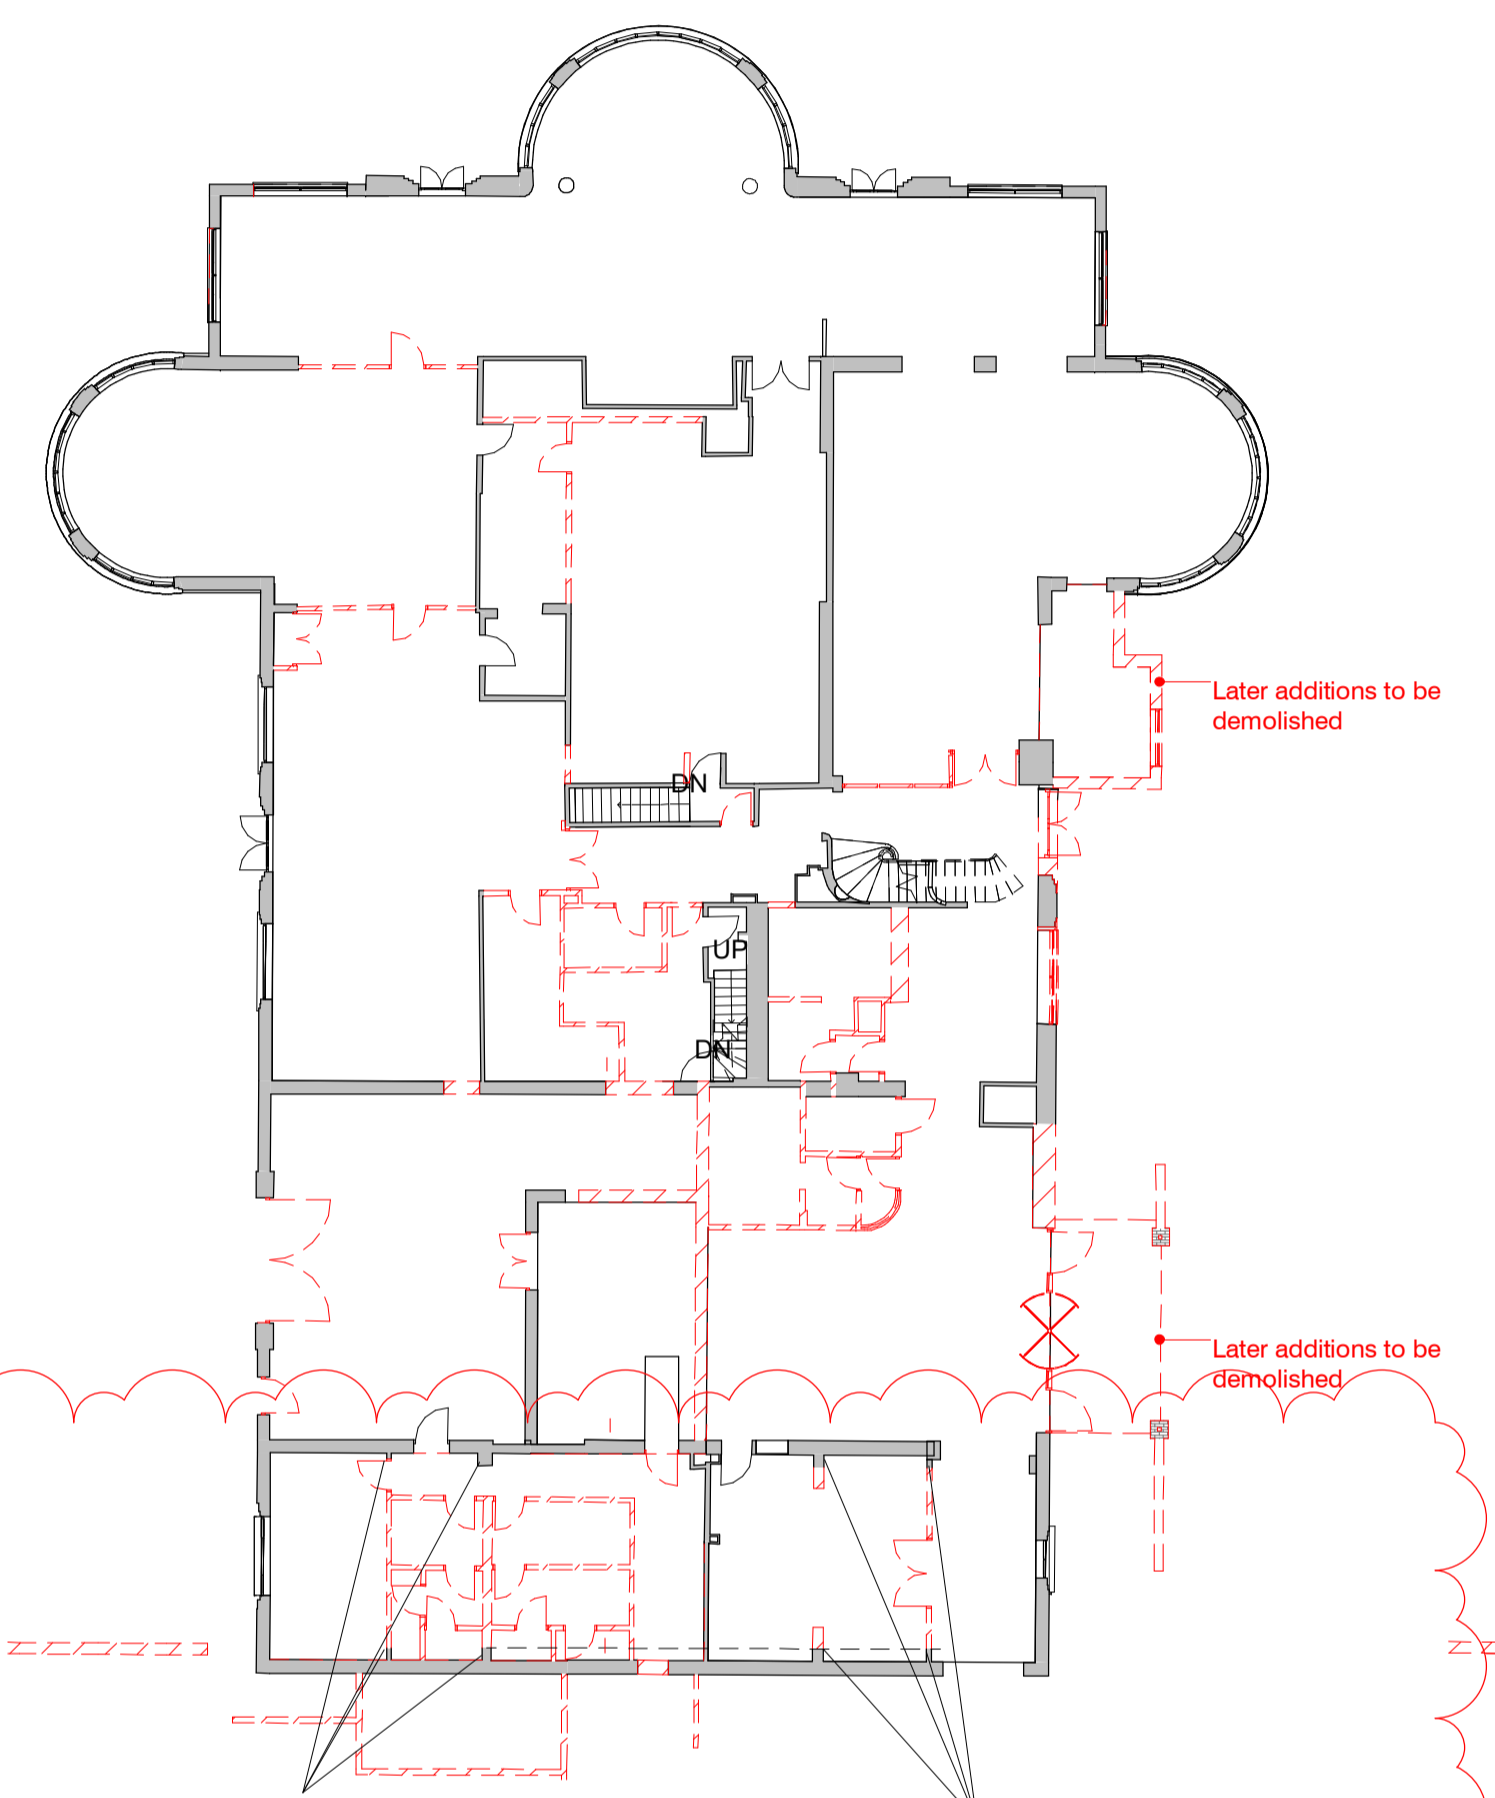 Later additions to be
demolished
DN
UP
DN
Later additions to be
demolished